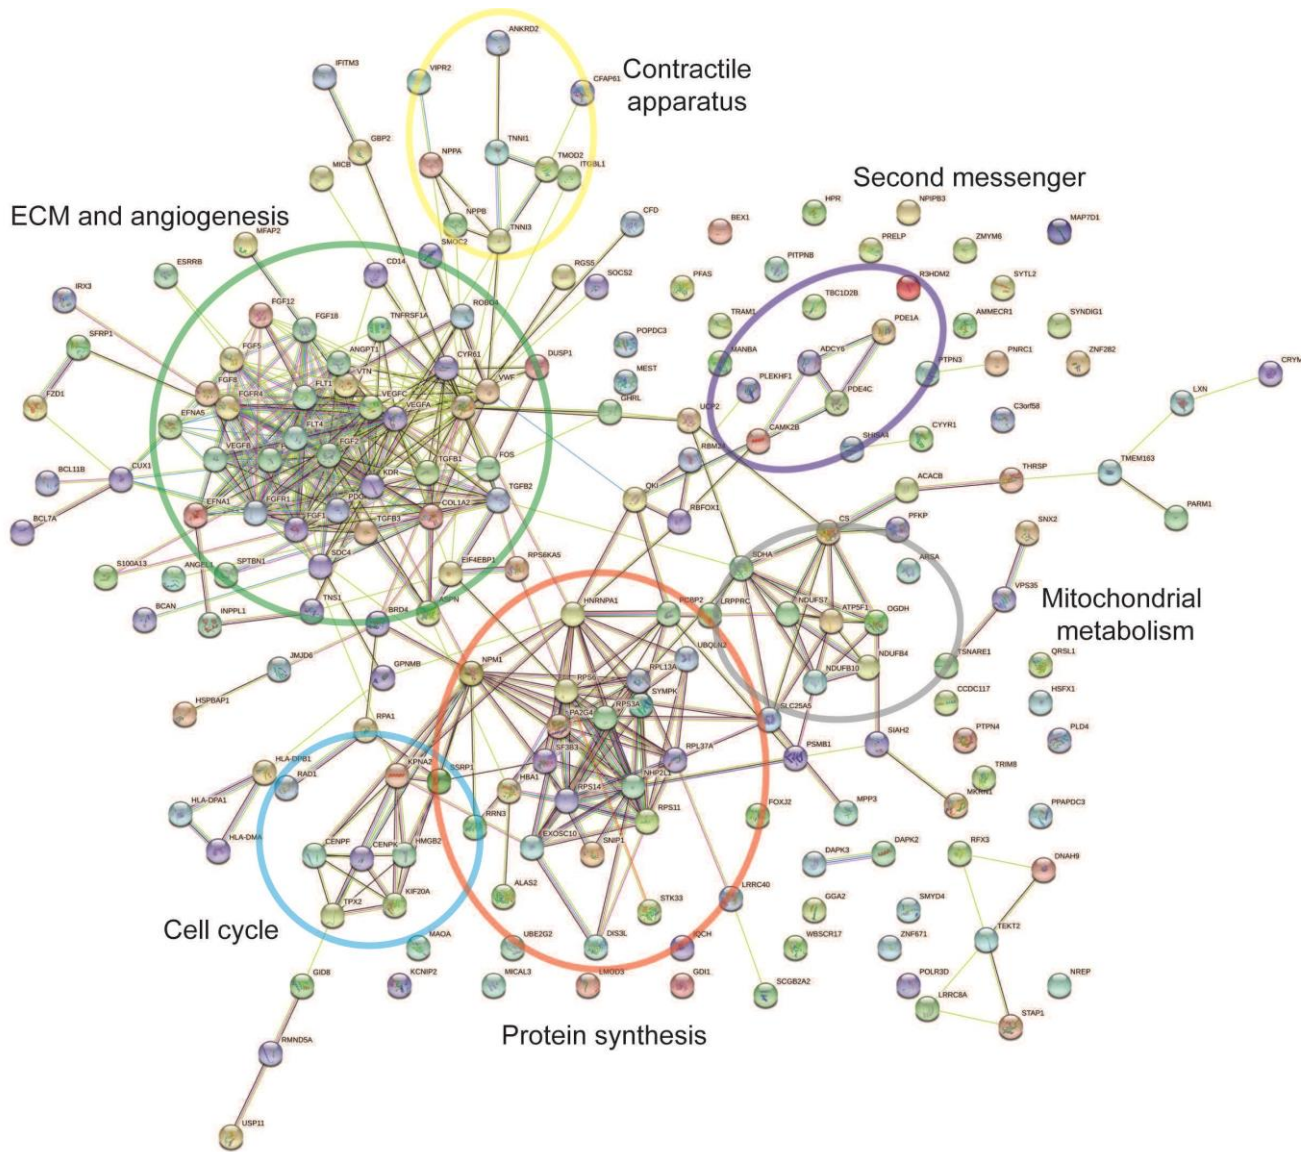 ANKRD2
IFITM3
VIPR2
Contractile
apparatus
CFAP61
GBP2
TNNI1
MICB
NPPA
TMOD2
ITGBL1
Second messenger
ECM and angiogenesis
HPR
NPIPB3
MAP7D1
NPPB
CFD
BEX1
TNNI3
MFAP2
SMOC2
PRELP
ZMYM6
ESRRB
CD14
RGS5
PITPNB
SOCS2
PFAS
R3HDM2
SYTL2
IRX3
FGF12
ROBO4
TBC1D2B
FGF18
TNFRSF1A
TRAM1
PDE1A
AMMECR1
SYNDIG1
SFRP1
FGF5
ANGPT1
CYR61
DUSP1
POPDC3
MANBA
ADCY6
PTPN3
PNRC1
ZNF282
VTN
CRYM
FGF6
FLT1
VWF
MEST
PLEKHF1
LXN
FZD1
FGFR4
VEGFC
VEGFA
GHRL
PDE4C
EFNA5
UCP2
C3orf58
FLT4
CAMK2B
CYYR1
VEGFB
FGF2
RBM24
SHISA4
BCL11B
CUX1
TGFB1
FOS
TMEM163
KDR
ACACB
THRSP
TGFB2
QKI
EFNA1
FGFR1
COL1A2
PARM1
BCL7A
FGF1
TGFB3
RBFOX1
CS
PFKP
SNX2
SDC4
S100A13
ANGEL1
SPTBN1
EIF4EBP1
RPS6KA5
SDHA
ARSA
VPS35
Mitochondrial
metabolism
BCAN
INPPL1
TNS1
BRD4
ASPN
HNRNPA1
PCBP2
LRPPRC
NDUFS7
ATP5F1
OGDH
UBQLN2
NDUFB4
TSNARE1
QRSL1
JMJD6
GPNMB
NPM1
RPL13A
NDUFB10
RPS6
SYMPK
CCDC117
HSFX1
HSPBAP1
RPS3A
SLC25A5
RPA1
PA2G4
SIAH2
PTPN4
PLD4
SF3B3
RPL37A
PSMB1
HLA-DPB1
KPNA2
SSRP1
NHP2L1
TRIM8
RAD1
HBA1
RPS14
MKRN1
HLA-DPA1
RPS11
FOXJ2
MPP3
PPAPDC3
RRN3
HLA-DMA
CENPF
CENPK
HMGB2
EXOSC10
SNIP1
DAPK3
DAPK2
RFX3
DNAH9
KIF20A
ALAS2
LRRC40
TPX2
STK33
GGA2
SMYD4
Cell cycle
MAOA
UBE2G2
DIS3L
IQCH
WBSCR17
ZNF671
TEKT2
GID8
KCNIP2
MICAL3
LMOD3
GDI1
SCGB2A2
POLR3D
NREP
LRRC8A
STAP1
Protein synthesis
RMND5A
USP11